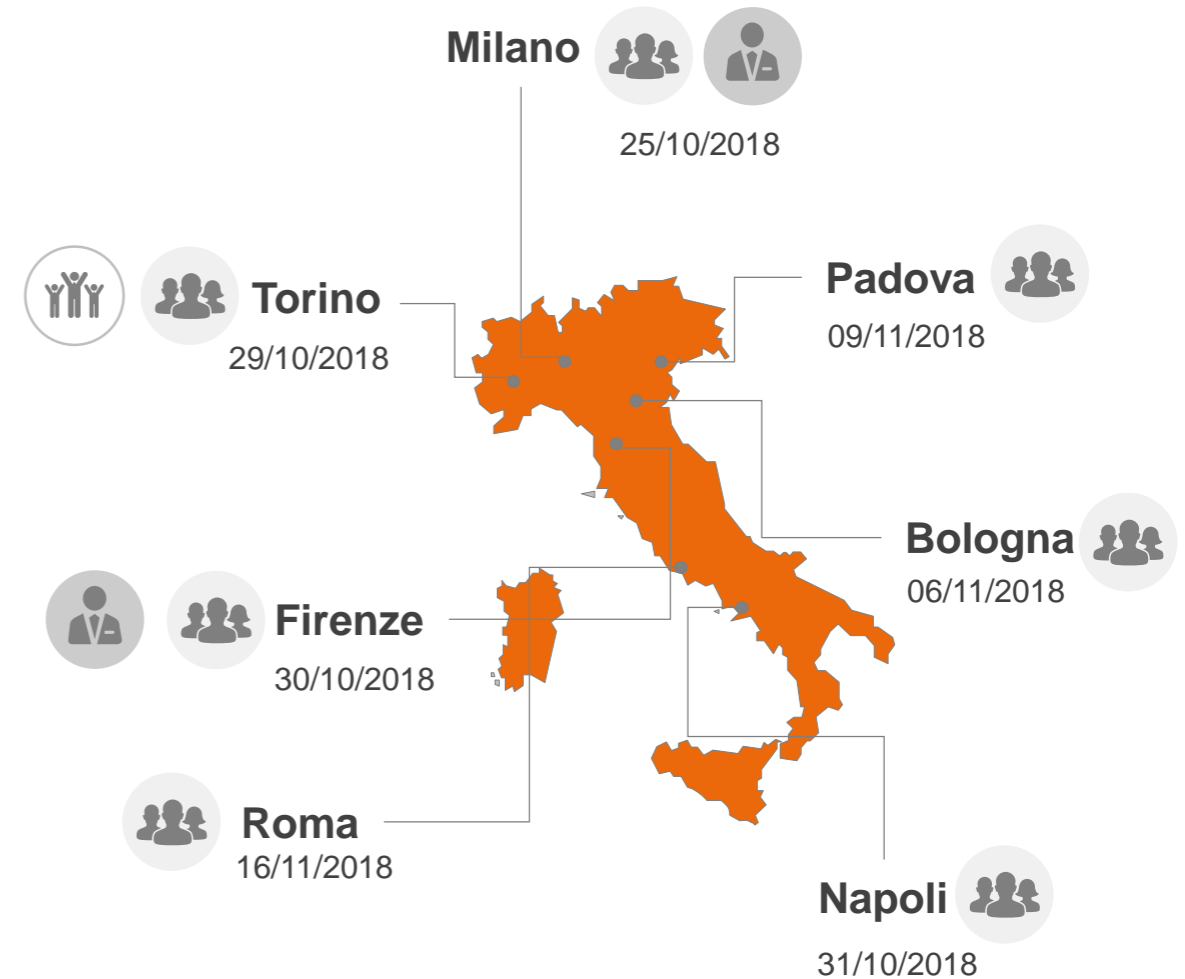 Milano
25/10/2018
Padova
09/11/2018
Torino
29/10/2018
Bologna
06/11/2018
Firenze
30/10/2018
Roma
16/11/2018
Napoli
31/10/2018